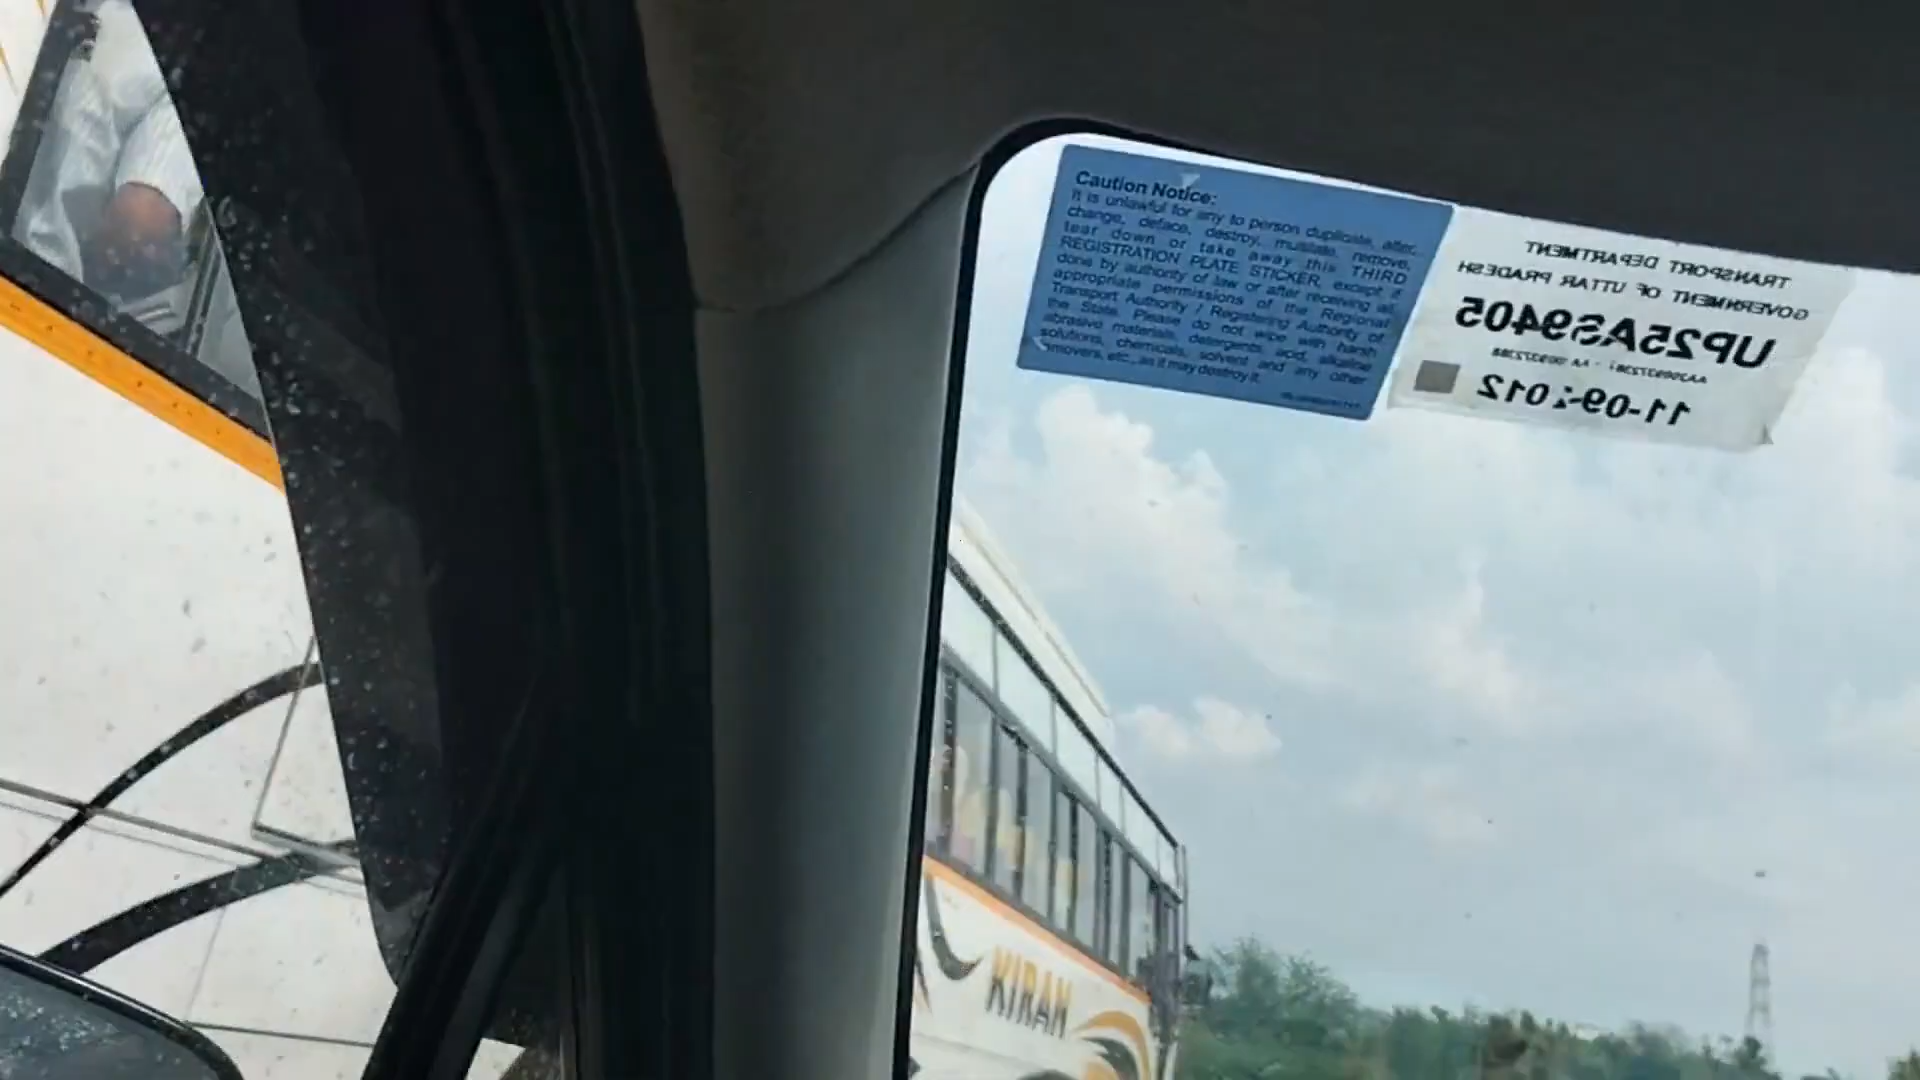 Caution Notice:
It is unlawful for any to person duplicate, alter,
change, deface, destroy, mustate, remove,
tear down or take away this THIRD
REGISTRATION PLATE STICKER, except if
done by authority of law or after receiving all
appropriate permissions of the Regional
Transport Authority / Registering Authority of
the State. Please do not wipe with harsh
abrasive materials, detergents, acid, alkaline
solutions, chemicals, solvent and any other
removers, etc., as it may destroy it.
TRANSPORT DEPARTMENT
GOVERNMENT OF UTTAR PRADESH
UP25AS9405
11-09-2012
KIRAN